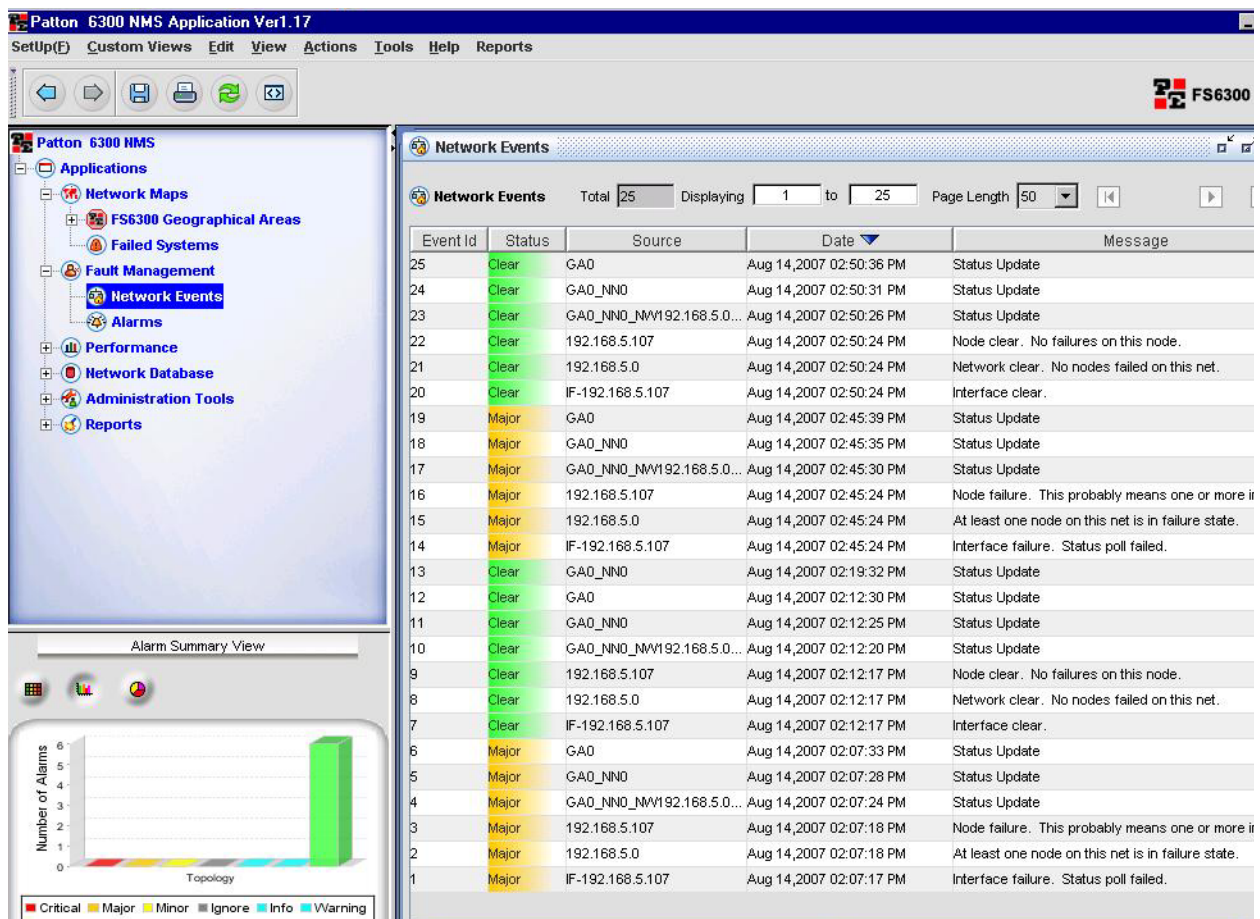 Patton 6300 NMS Application Ver1.17
SetUp(F) Custom Views Edit View Actions Tools Help Reports
FS6300
Patton 6300 NMS
Applications
Network Maps
FS6300 Geographical Areas
Failed Systems
Fault Management
Network Events
Alarms
Performance
Network Database
Administration Tools
Reports
Alarm Summary View
Number of Alarms
6
5
4
3
2
1
0
Topology
Critical Major Minor Ignore Info Warning
Network Events
Network Events Total 25 Displaying 1 to 25 Page Length 50
Event Id Status Source Date Message
25 Clear GA0 Aug 14,2007 02:50:36 PM Status Update
24 Clear GA0_NN0 Aug 14,2007 02:50:31 PM Status Update
23 Clear GA0_NN0_NW192.168.5.0... Aug 14,2007 02:50:26 PM Status Update
22 Clear 192.168.5.107 Aug 14,2007 02:50:24 PM Node clear. No failures on this node.
21 Clear 192.168.5.0 Aug 14,2007 02:50:24 PM Network clear. No nodes failed on this net.
20 Clear IF-192.168.5.107 Aug 14,2007 02:50:24 PM Interface clear.
19 Major GA0 Aug 14,2007 02:45:39 PM Status Update
18 Major GA0_NN0 Aug 14,2007 02:45:35 PM Status Update
17 Major GA0_NN0_NW192.168.5.0... Aug 14,2007 02:45:30 PM Status Update
16 Major 192.168.5.107 Aug 14,2007 02:45:24 PM Node failure. This probably means one or more
15 Major 192.168.5.0 Aug 14,2007 02:45:24 PM At least one node on this net is in failure state.
14 Major IF-192.168.5.107 Aug 14,2007 02:45:24 PM Interface failure. Status poll failed.
13 Clear GA0_NN0 Aug 14,2007 02:19:32 PM Status Update
12 Clear GA0 Aug 14,2007 02:12:30 PM Status Update
11 Clear GA0_NN0 Aug 14,2007 02:12:25 PM Status Update
10 Clear GA0_NN0_NW192.168.5.0... Aug 14,2007 02:12:20 PM Status Update
9 Clear 192.168.5.107 Aug 14,2007 02:12:17 PM Node clear. No failures on this node.
8 Clear 192.168.5.0 Aug 14,2007 02:12:17 PM Network clear. No nodes failed on this net.
7 Clear IF-192.168.5.107 Aug 14,2007 02:12:17 PM Interface clear.
6 Major GA0 Aug 14,2007 02:07:33 PM Status Update
5 Major GA0_NN0 Aug 14,2007 02:07:28 PM Status Update
4 Major GA0_NN0_NW192.168.5.0... Aug 14,2007 02:07:24 PM Status Update
3 Major 192.168.5.107 Aug 14,2007 02:07:18 PM Node failure. This probably means one or more
2 Major 192.168.5.0 Aug 14,2007 02:07:18 PM At least one node on this net is in failure state.
1 Major IF-192.168.5.107 Aug 14,2007 02:07:17 PM Interface failure. Status poll failed.